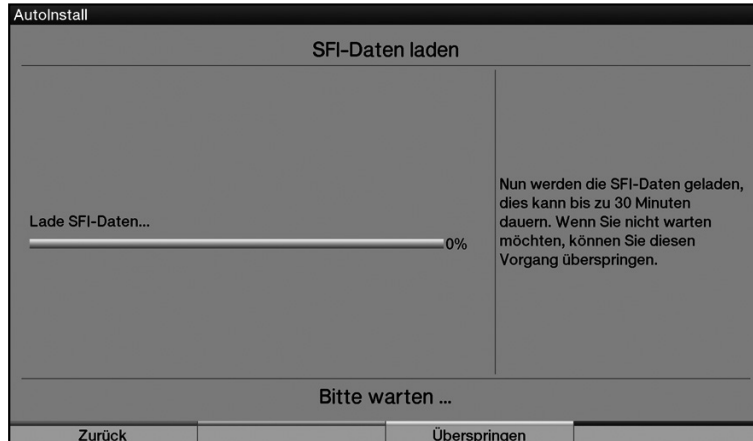 AutoInstall
SFI-Daten laden
Lade SFI-Daten...
0%
Nun werden die SFI-Daten geladen,
dies kann bis zu 30 Minuten
dauern. Wenn Sie nicht warten
möchten, können Sie diesen
Vorgang überspringen.
Bitte warten ...
Zurück
Überspringen